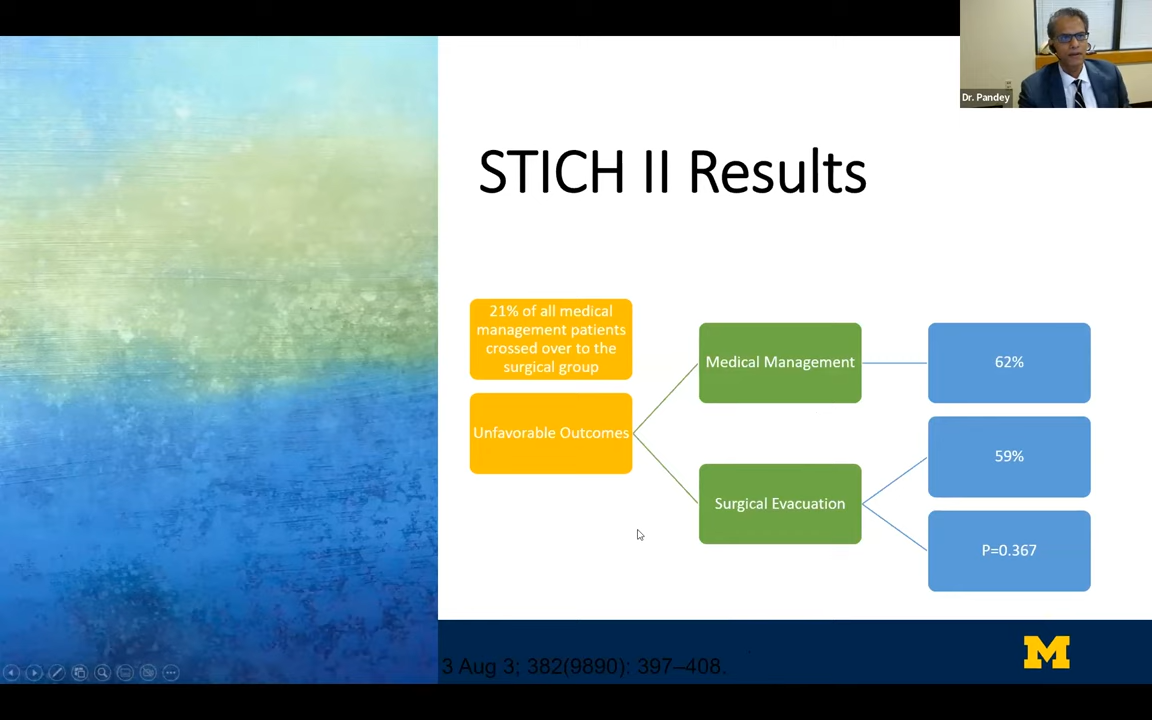 Dr. Pandey
STICH II Results
21% of all medical
management patients
crossed over to the
surgical group
Unfavorable Outcomes
Medical Management
Surgical Evacuation
62%
59%
P=0.367
3 Aug 3; 382(9890): 397–408.
M